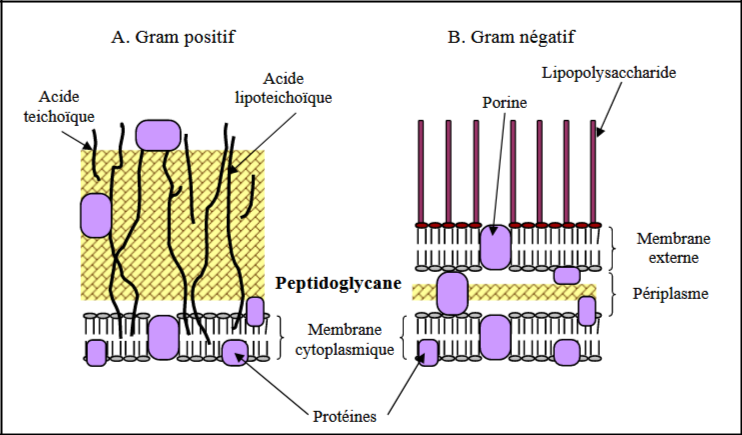 A. Gram positif
B. Gram négatif
Acide
teichoïque
Acide
lipoteichoïque
Porine
Lipopolysaccharide
Membrane
externe
Peptidoglycane
Périplasme
Membrane
cytoplasmique
Protéines